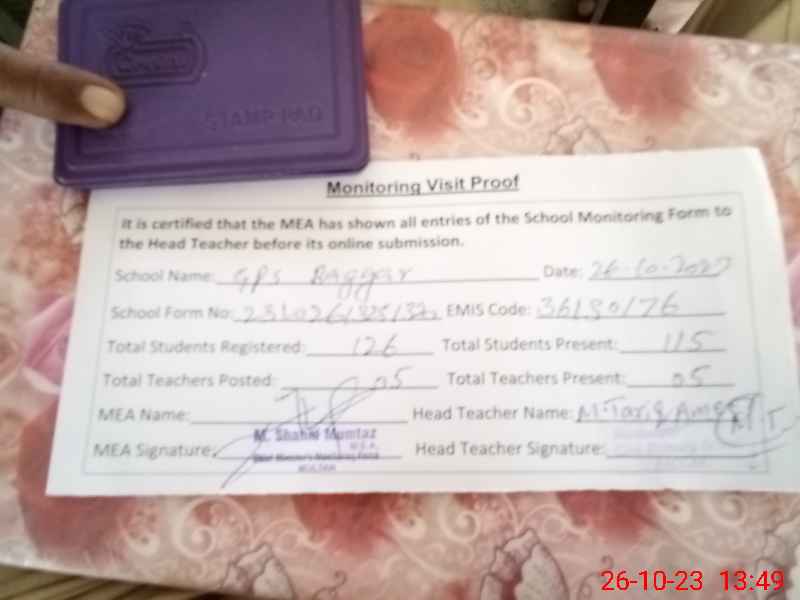 STAMP PAD
Monitoring Visit Proof
It is certified that the MEA has shown all entries of the School Monitoring Form to
the Head Teacher before its online submission.
School Name: GPS Baggar Date: 26-10-2023
School Form No: EMIS Code: 36130176
Total Students Registered: 126 Total Students Present: 115
Total Teachers Posted: 05 Total Teachers Present: 05
MEA Name: Head Teacher Name: M. Tariq
M. Shahid Mumtaz
MEA Signature: Head Teacher Signature:
M.E.A.
MULTAN
26-10-23 13:49